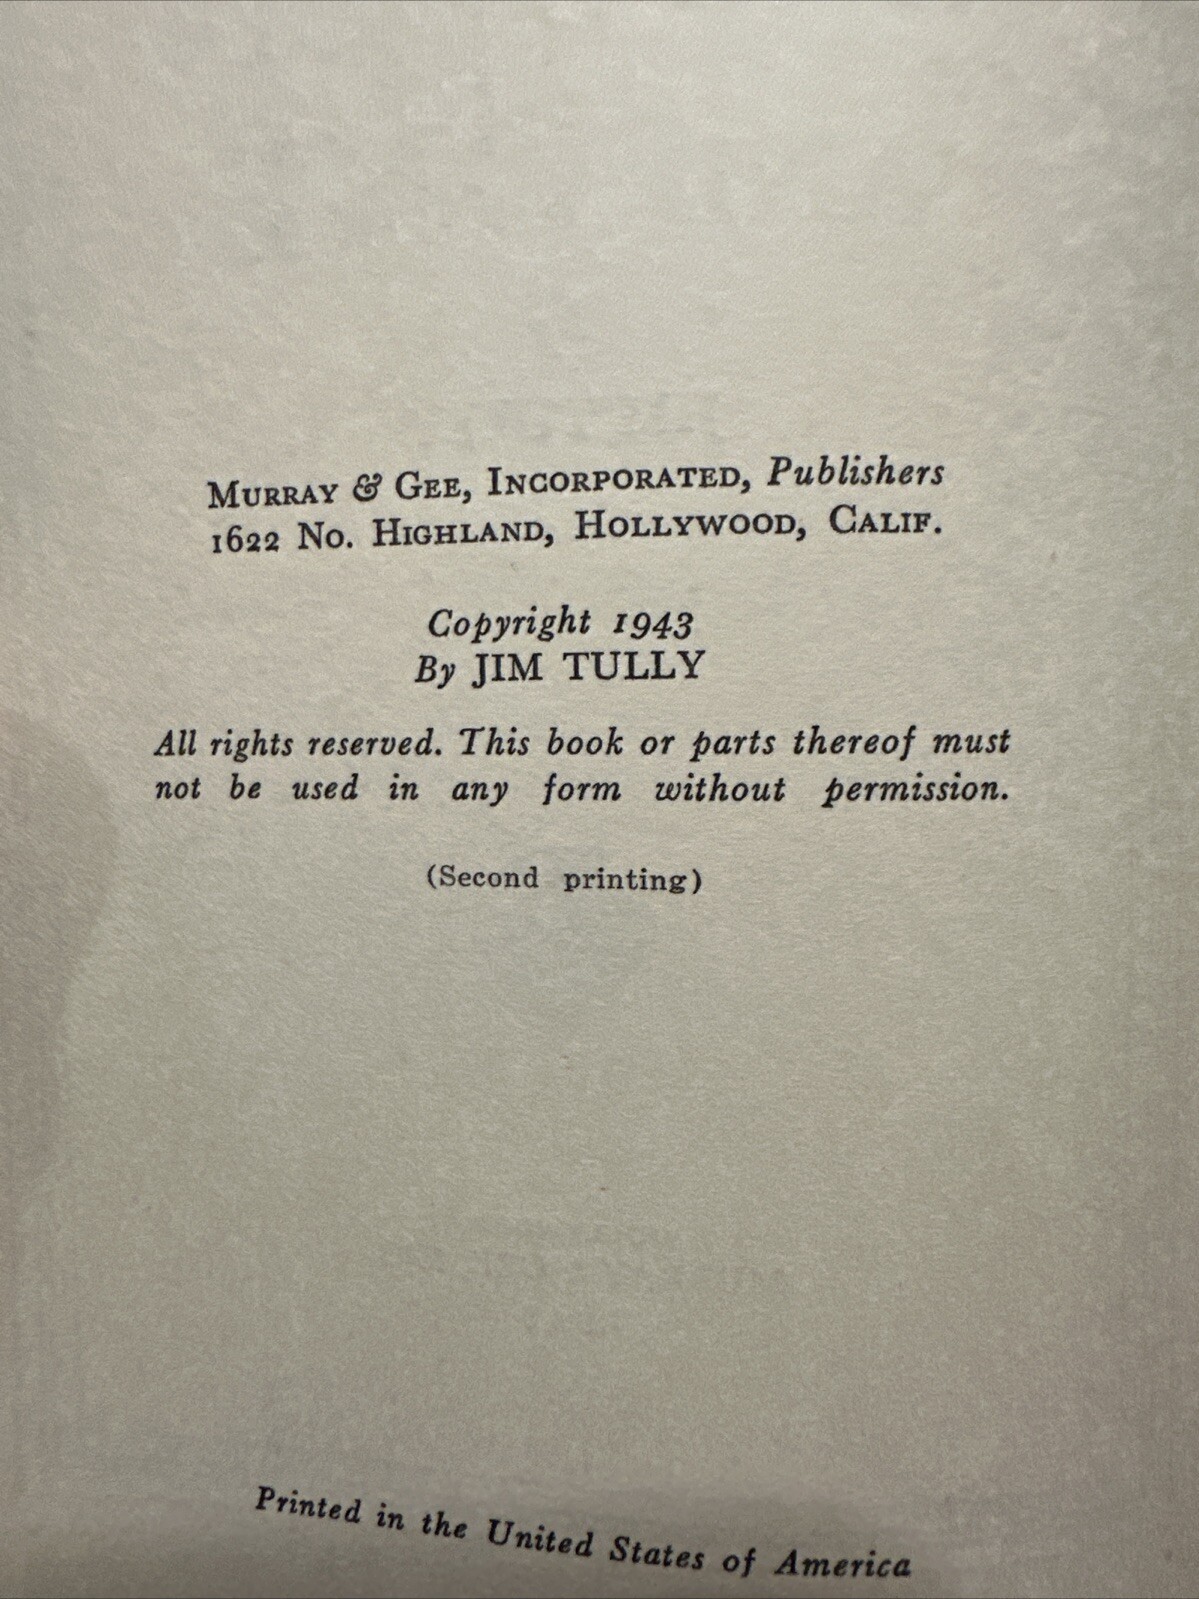 Murray & Gee, Incorporated, Publishers
1622 No. Highland, Hollywood, Calif.
Copyright 1943
By JIM TULLY
All rights reserved. This book or parts thereof must
not be used in any form without permission.
(Second printing)
Printed in the United States of America